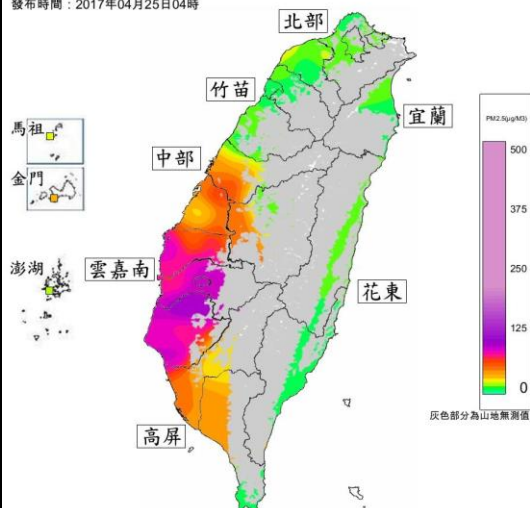 發布時間：2017年04月25日04時
北部
竹苗
宜蘭
馬祖
PM2.5(μg/M3)
中部
500
金門
375
澎湖
雲嘉南
250
花東
125
0
灰色部分為山地無測值
高屏